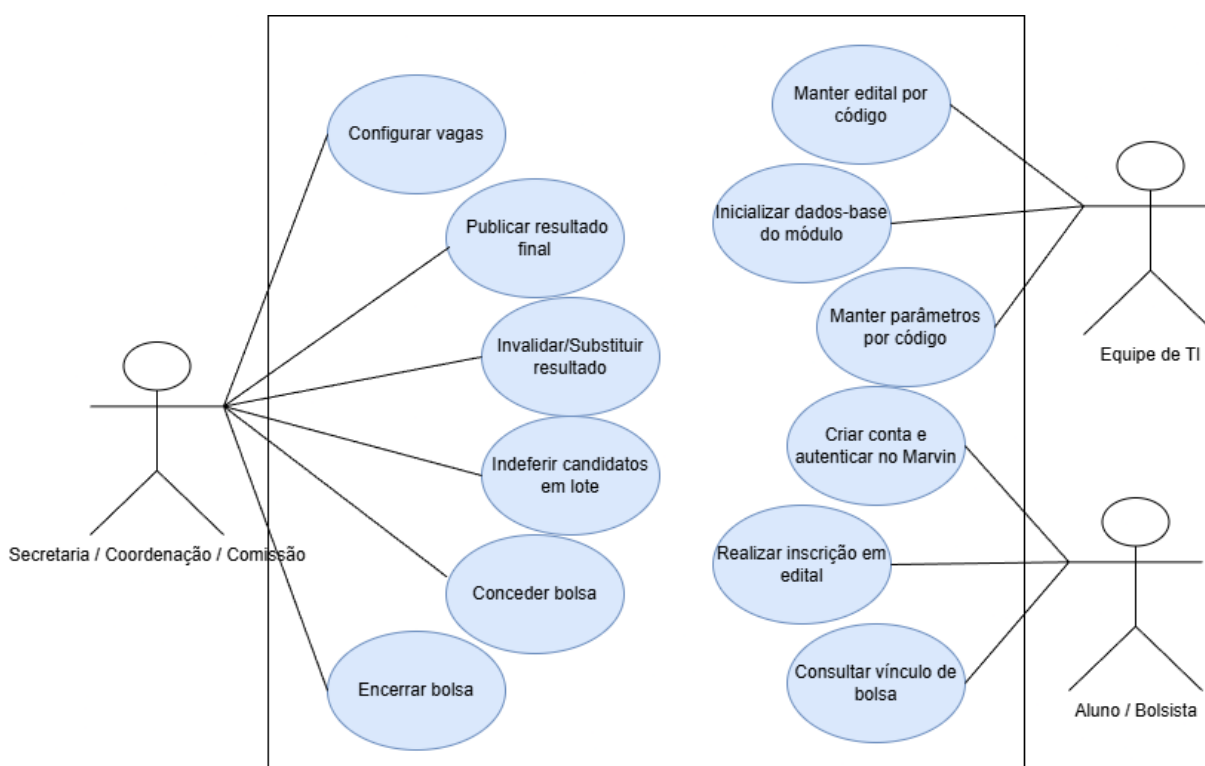 Configurar vagas
Publicar resultado
final
Invalidar/Substituir
resultado
Indeferir candidatos
em lote
Conceder bolsa
Encerrar bolsa
Secretaria / Coordenação / Comissão
Manter edital por
código
Inicializar dados-base
do módulo
Manter parâmetros
por código
Equipe de TI
Criar conta e
autenticar no Marvin
Realizar inscrição em
edital
Consultar vínculo de
bolsa
Aluno / Bolsista